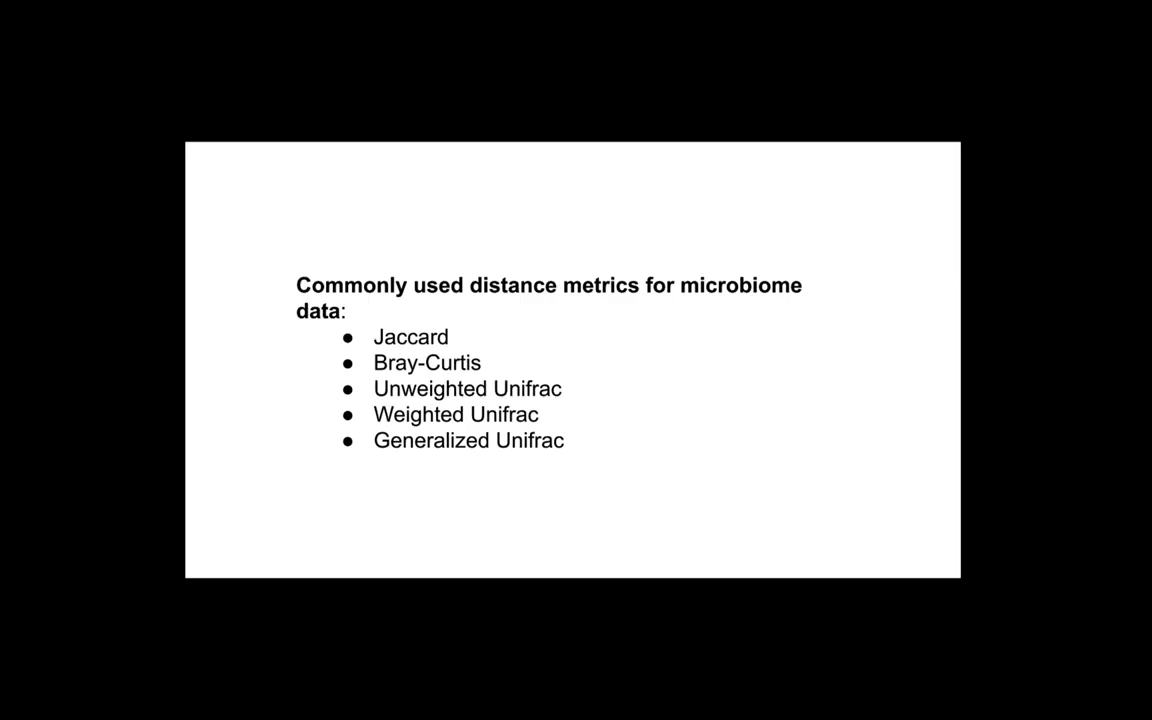 Commonly used distance metrics for microbiome
data:
● Jaccard
● Bray-Curtis
● Unweighted Unifrac
● Weighted Unifrac
● Generalized Unifrac